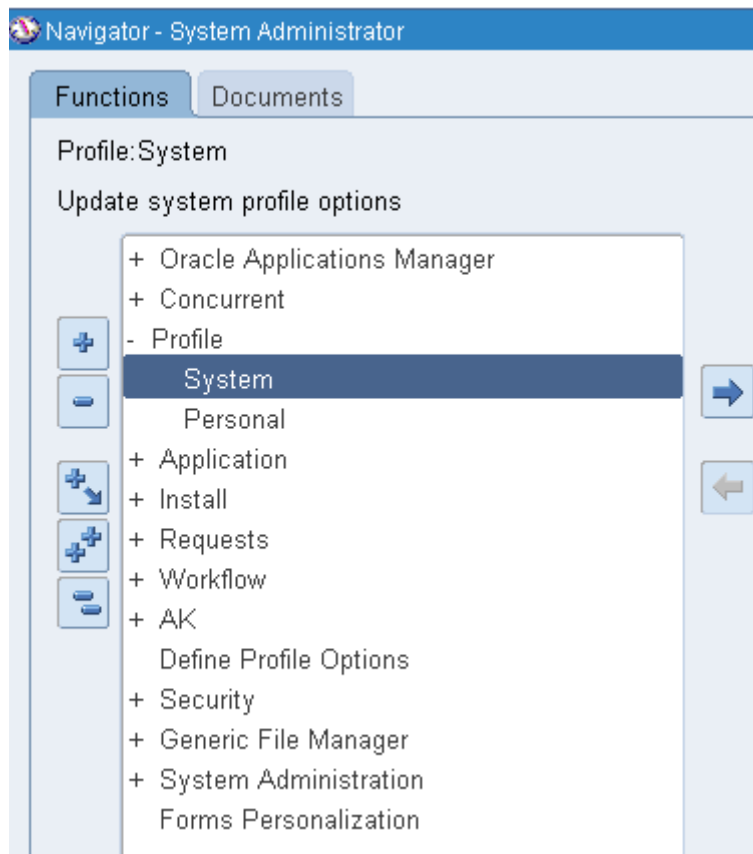 Navigator - System Administrator
Functions Documents
Profile:System
Update system profile options
+ Oracle Applications Manager
+ Concurrent
- Profile
System
Personal
+ Application
+ Install
+ Requests
+ Workflow
+ AK
Define Profile Options
+ Security
+ Generic File Manager
+ System Administration
Forms Personalization